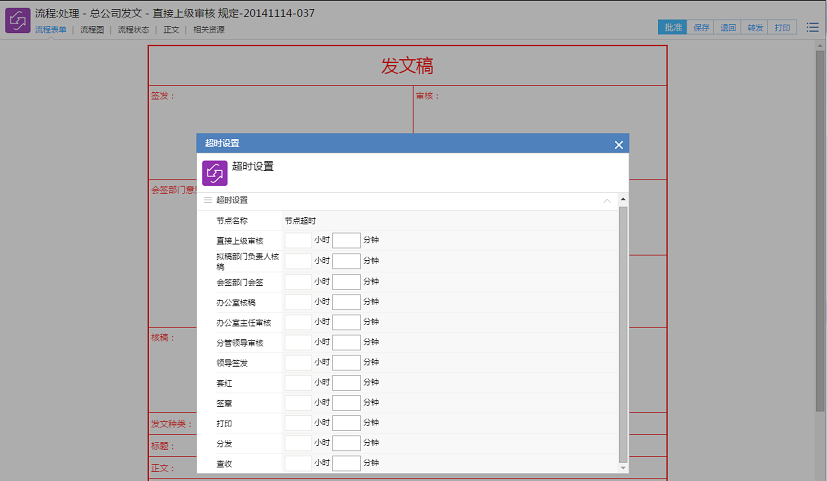 流程:处理 - 总公司发文 - 直接上级审核 规定-20141114-037
流程表单 | 流程图 | 流程状态 | 正文 | 相关资源
批准 保存 退回 转发 打印
发文稿
签发：
审核：
超时设置
超时设置
会签部门意
超时设置
节点名称 节点超时
直接上级审核 小时 分钟
拟稿部门负责人核稿 小时 分钟
会签部门会签 小时 分钟
办公室核稿 小时 分钟
办公室主任审核 小时 分钟
分管领导审核 小时 分钟
核稿：
领导签发 小时 分钟
套红 小时 分钟
签章 小时 分钟
发文种类：
打印 小时 分钟
标题：
分发 小时 分钟
正文：
查收 小时 分钟